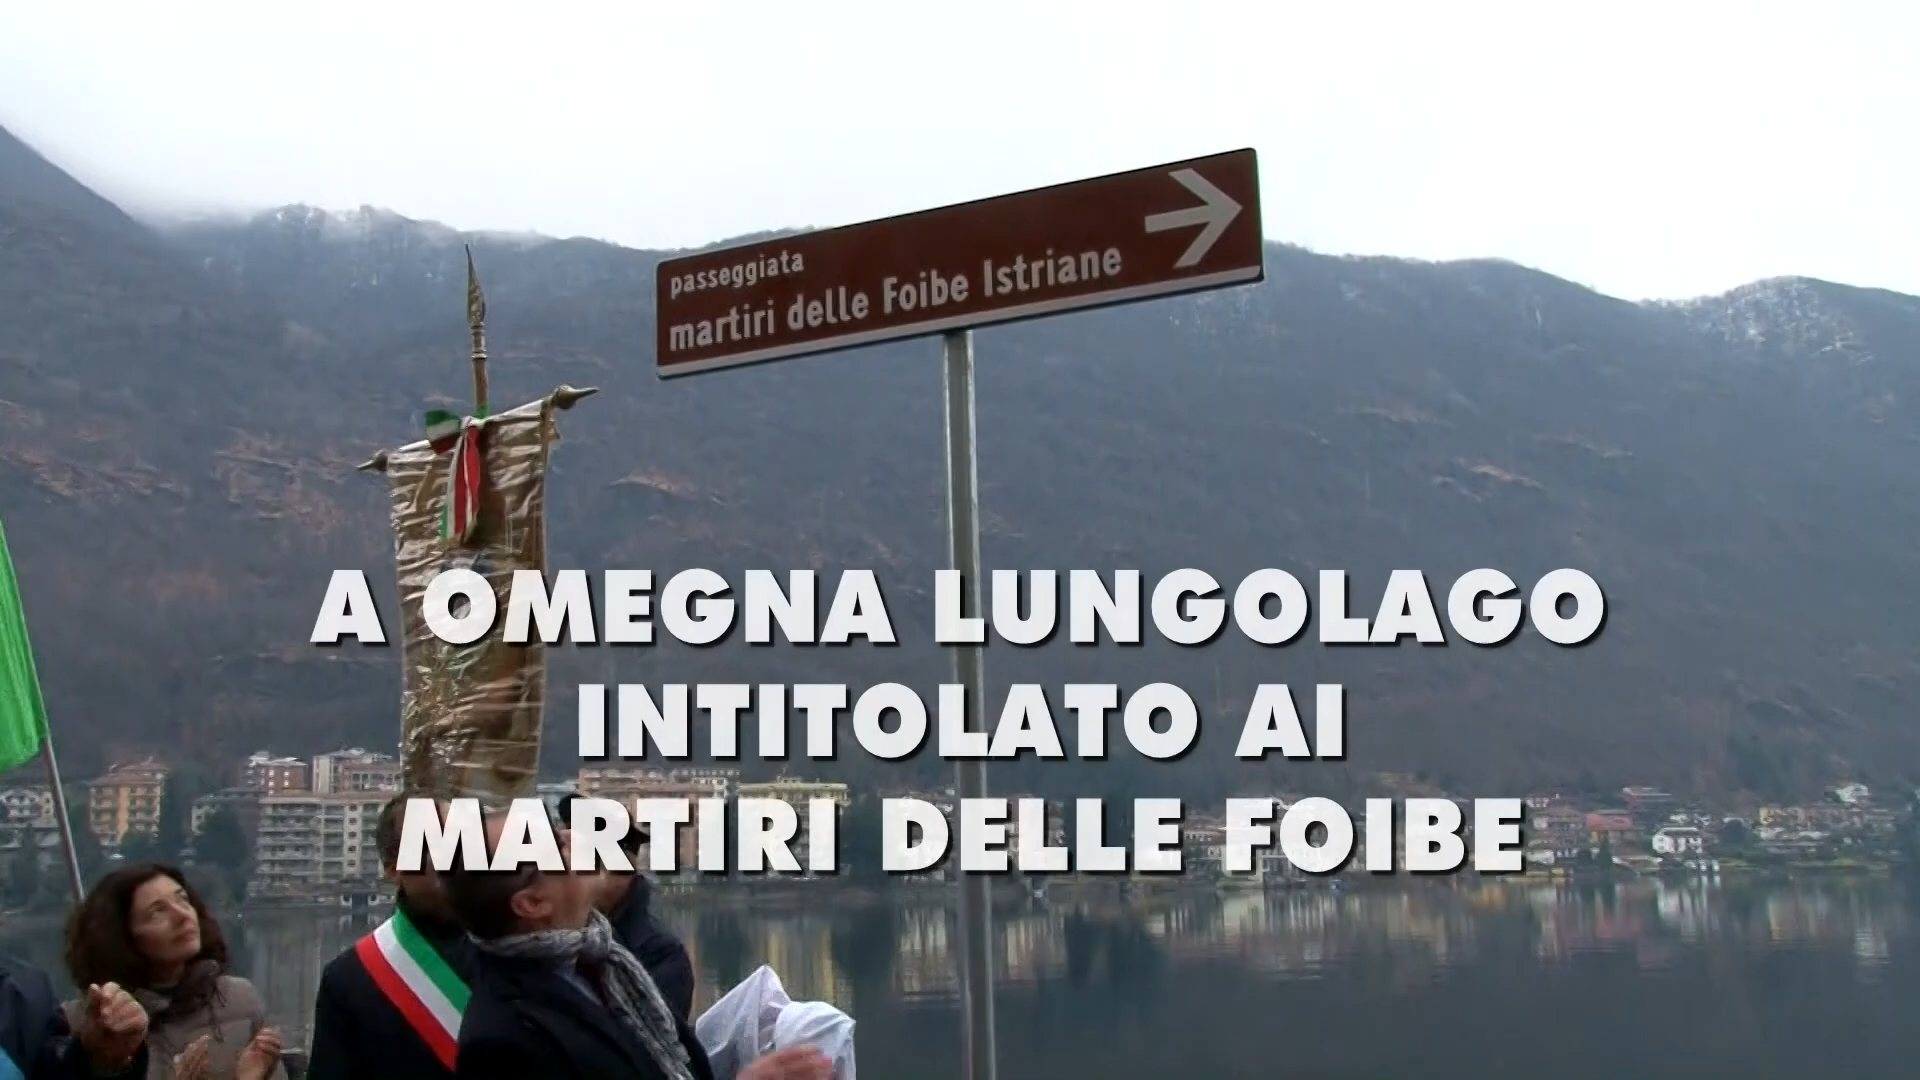 passeggiata
martiri delle Foibe Istriane
A OMEGNA LUNGOLAGO
INTITOLATO AI
MARTIRI DELLE FOIBE